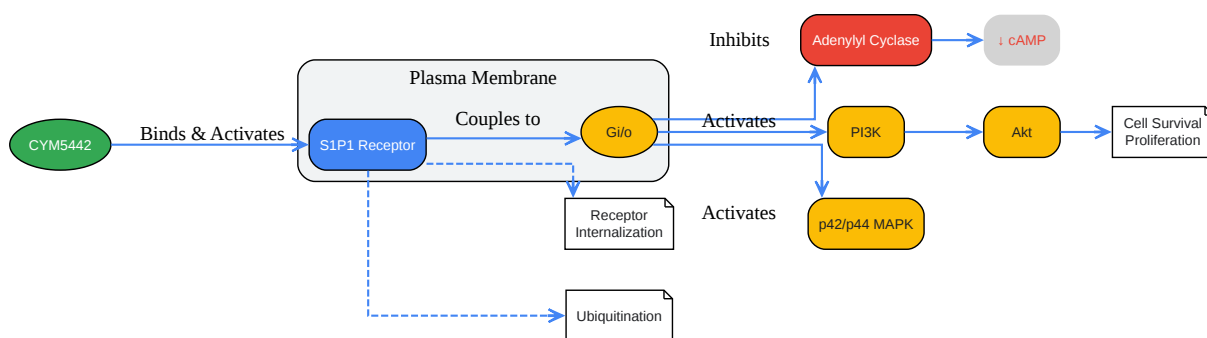 Inhibits
Adenylyl Cyclase
↓ cAMP
Plasma Membrane
CYM5442
Binds & Activates
S1P1 Receptor
Couples to
Gi/o
Activates
PI3K
Akt
Cell Survival
Proliferation
Receptor
Internalization
Activates
p42/p44 MAPK
Ubiquitination